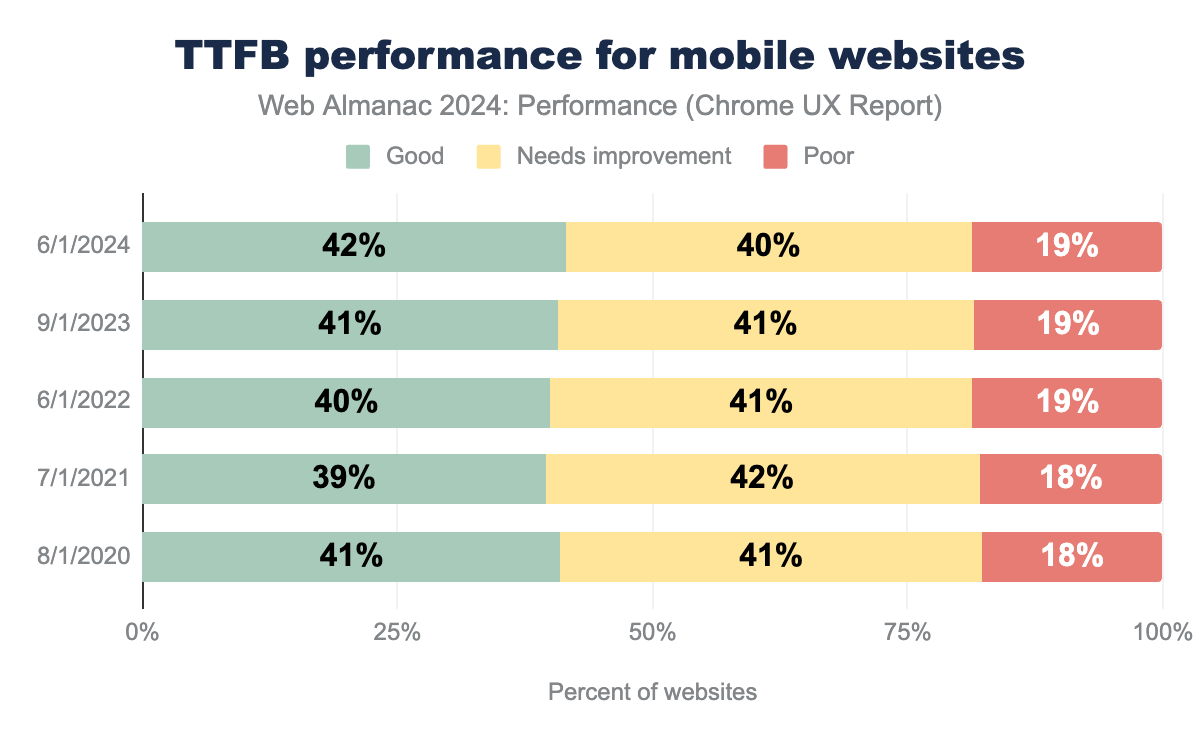 TTFB performance for mobile websites
Web Almanac 2024: Performance (Chrome UX Report)
Good Needs improvement Poor
6/1/2024 42% 40% 19%
9/1/2023 41% 41% 19%
6/1/2022 40% 41% 19%
7/1/2021 39% 42% 18%
8/1/2020 41% 41% 18%
0% 25% 50% 75% 100%
Percent of websites